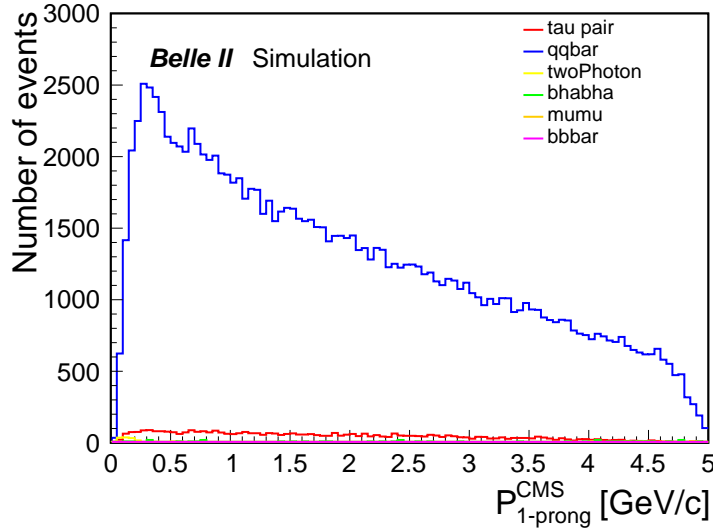 3000
2500
2000
1500
1000
500
0
Number of events
Belle II Simulation
tau pair
qqbar
twoPhoton
bhabha
mumu
bbbar
0 0.5 1 1.5 2 2.5 3 3.5 4 4.5 5
P^CMS_1-prong [GeV/c]